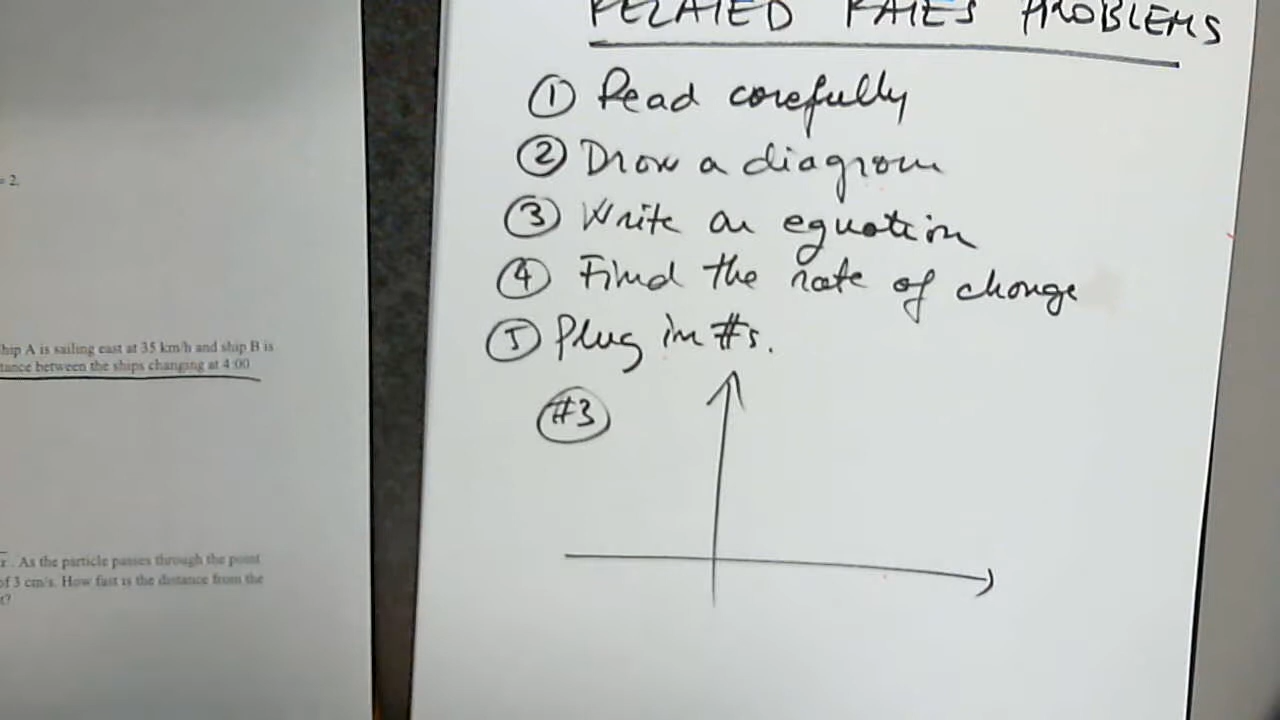 = 2.
hip A is sailing east at 35 km/h and ship B is
tance between the ships changing at 4:00
x. As the particle passes through the point
of 3 cm/s. How fast is the distance from the
t?
RELATED RATES PROBLEMS
① Read carefully
② Draw a diagram
③ Write an equation
④ Find the rate of change
⑤ Plug in #s.
#3